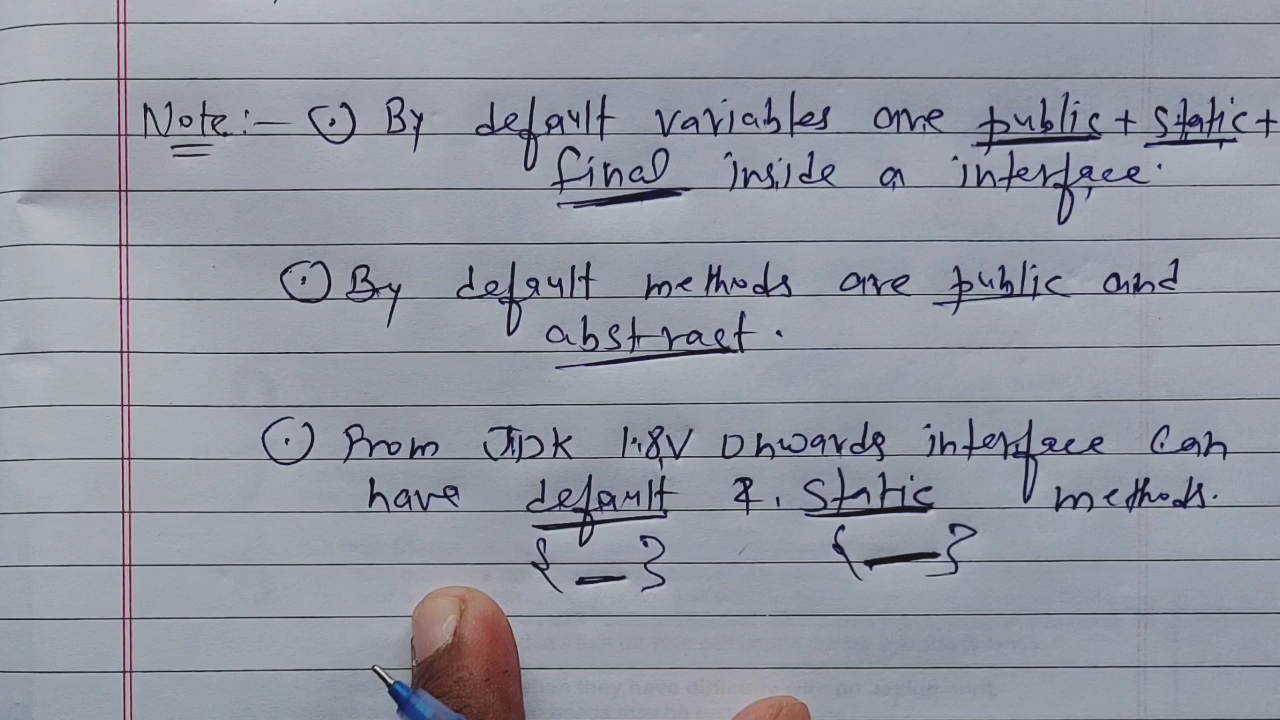 Note:- ⊙ By default variables are public + static +
final inside a interface.
⊙ By default methods are public and
abstract.
⊙ From JDK 1.8V Onwards interface can
have default & static methods.
{ — } { — }